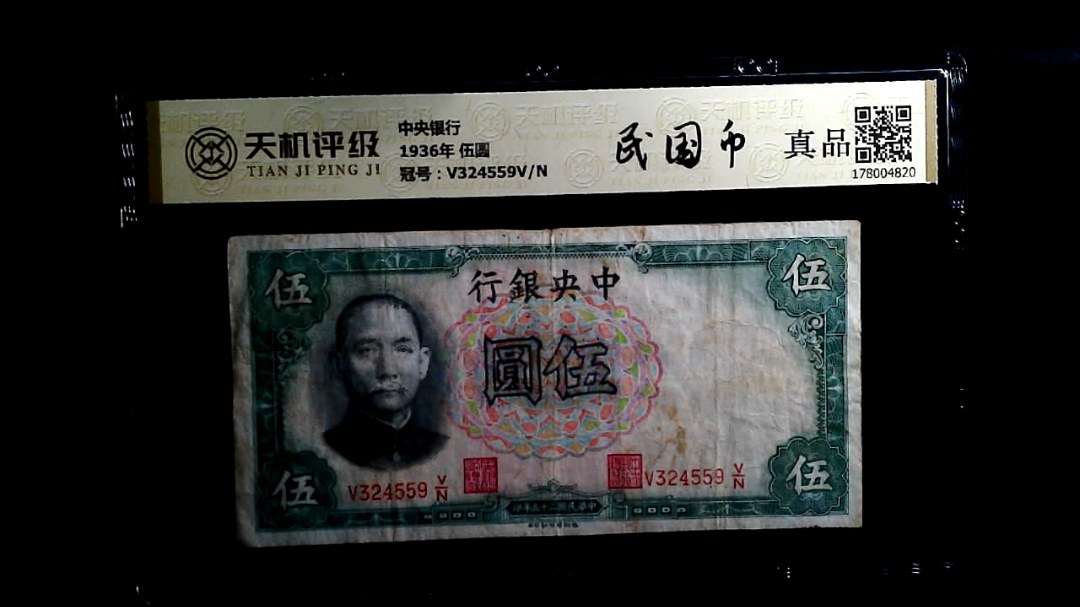 天机评级
TIAN JI PING JI
中央银行
1936年 伍圆
冠号：V324559V/N
民国币
真品
178004820
伍
行銀央中
伍
圓伍
伍
V324559 V/N
V324559 V/N
伍